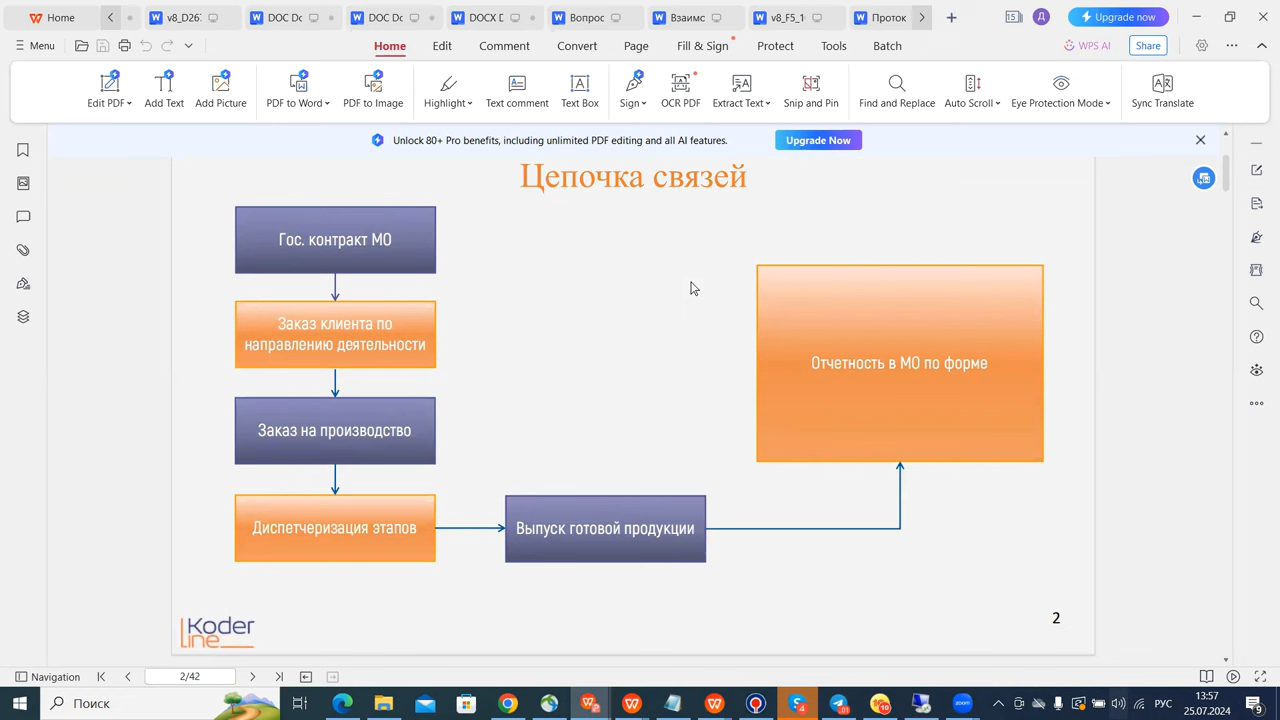 Home
v8_D26
DOC Do
DOC Do
DOCX D
Вопрос
Взаимс
v8_F5_1
Проток
15
Д
Upgrade now
Menu
Home
Edit
Comment
Convert
Page
Fill & Sign
Protect
Tools
Batch
WPS AI
Share
Edit PDF
Add Text
Add Picture
PDF to Word
PDF to Image
Highlight
Text comment
Text Box
Sign
OCR PDF
Extract Text
Snip and Pin
Find and Replace
Auto Scroll
Eye Protection Mode
Sync Translate
Unlock 80+ Pro benefits, including unlimited PDF editing and all AI features.
Upgrade Now
Цепочка связей
Гос. контракт МО
Заказ клиента по
направлению деятельности
Отчетность в МО по форме
Заказ на производство
Диспетчеризация этапов
Выпуск готовой продукции
Koder
line
2
Navigation
2/42
Поиск
РУС
13:57
25.07.2024